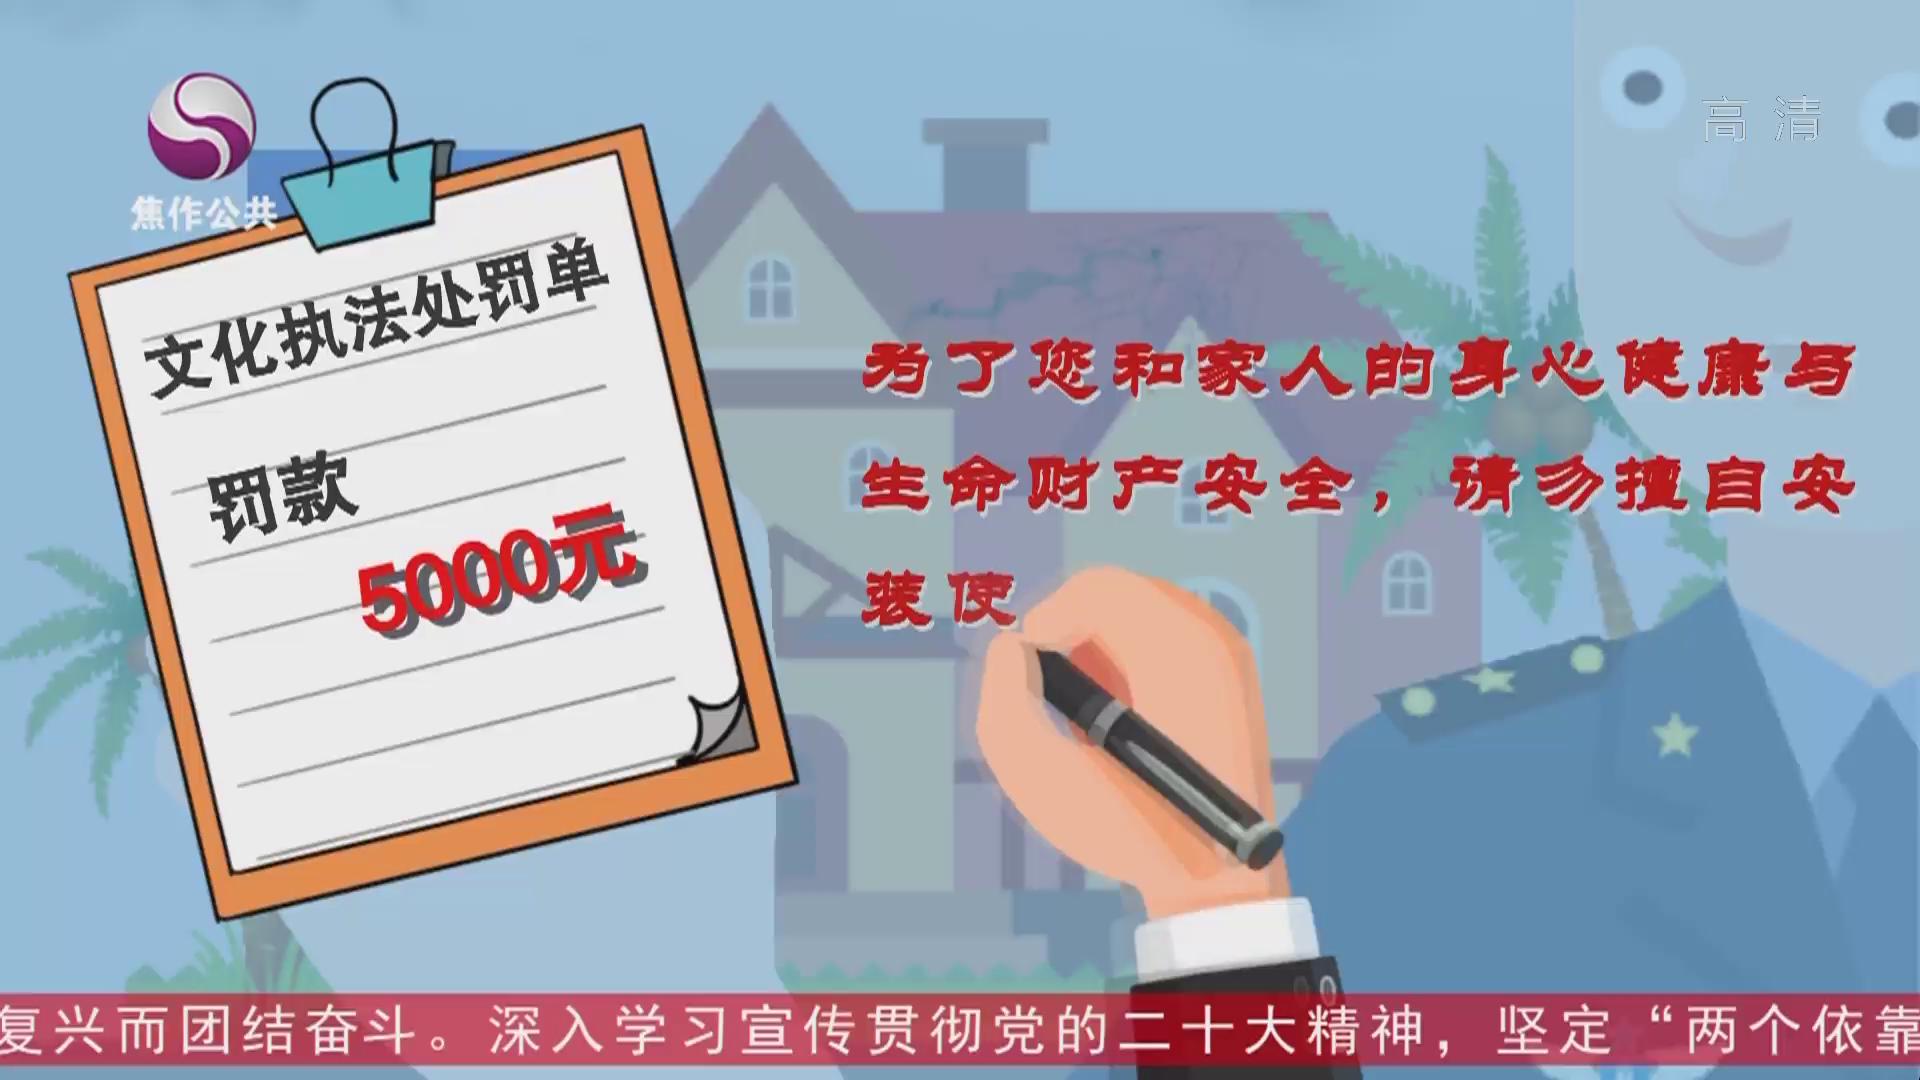 高清
焦作公共
文化执法处罚单
罚款
5000元
为了您和家人的身心健康与
生命财产安全，请勿擅自安
装使
复兴而团结奋斗。深入学习宣传贯彻党的二十大精神，坚定“两个依靠